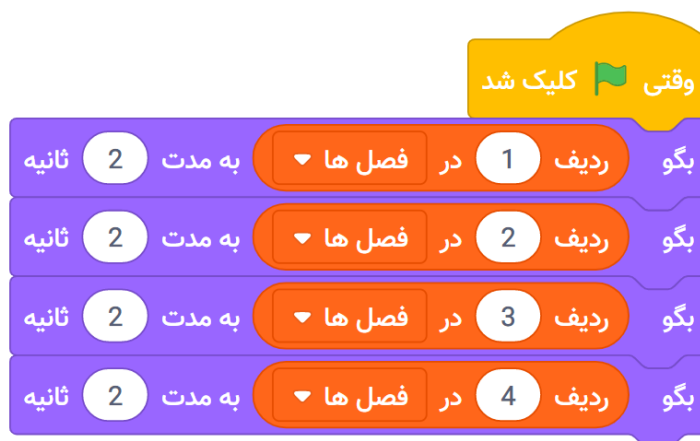 وقتی کلیک شد
بگو ردیف 1 در فصل ها به مدت 2 ثانیه
بگو ردیف 2 در فصل ها به مدت 2 ثانیه
بگو ردیف 3 در فصل ها به مدت 2 ثانیه
بگو ردیف 4 در فصل ها به مدت 2 ثانیه